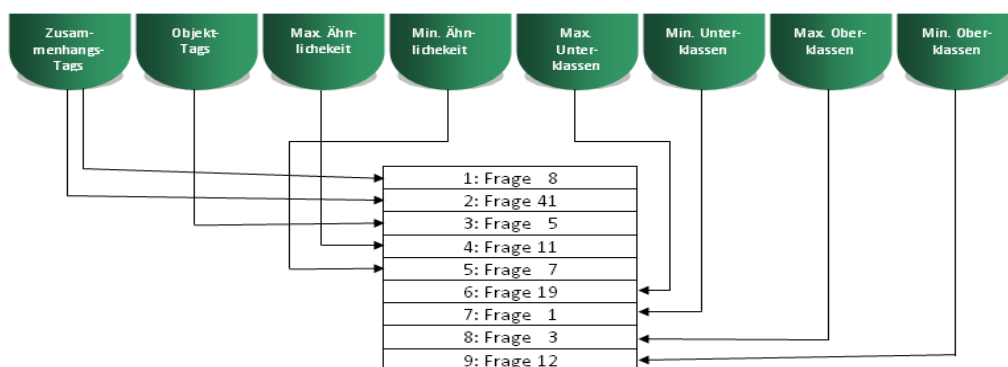 Zusam-
menhangs-
Tags
Objekt-
Tags
Max. Ähn-
lichekeit
Min. Ähn-
lichekeit
Max.
Unter-
klassen
Min. Unter-
klassen
Max. Ober-
klassen
Min. Ober-
klassen
1: Frage 8
2: Frage 41
3: Frage 5
4: Frage 11
5: Frage 7
6: Frage 19
7: Frage 1
8: Frage 3
9: Frage 12